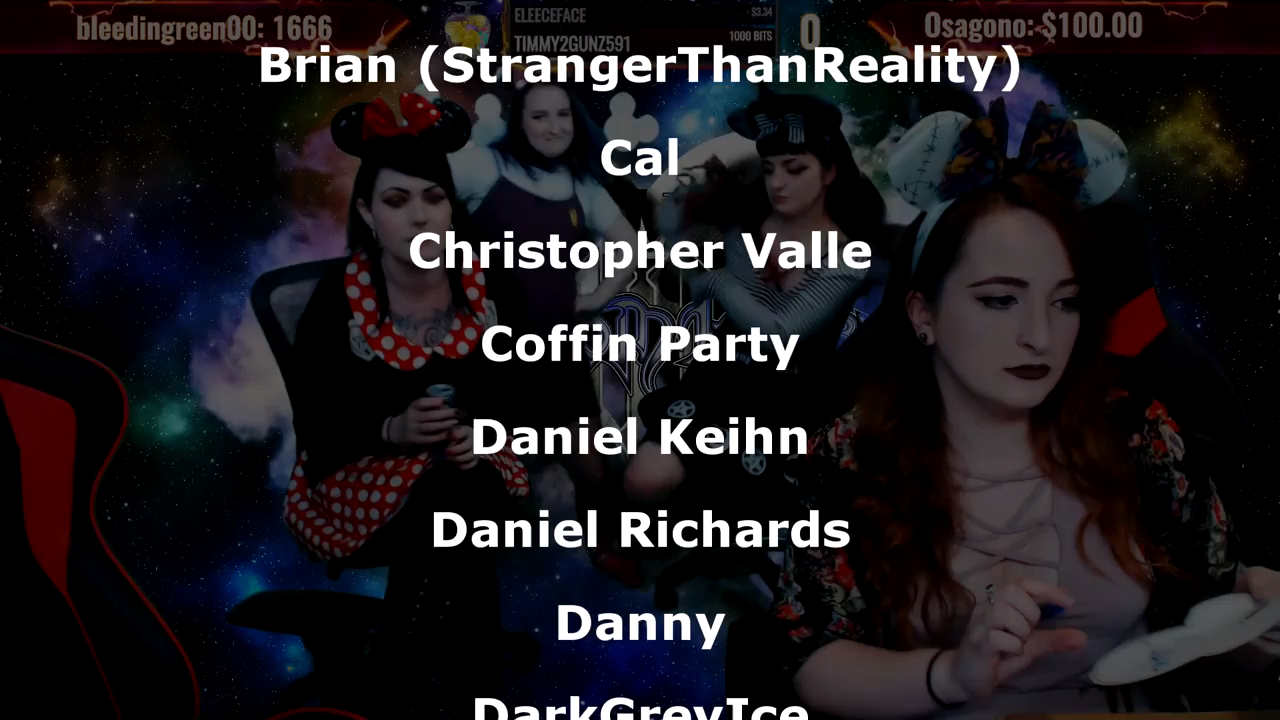 bleedingreen00: 1666
ELEECEFACE $3.34
TIMMY2GUNZ591 1000 BITS
0
Osagono: $100.00
Brian (StrangerThanReality)
Cal
Christopher Valle
Coffin Party
Daniel Keihn
Daniel Richards
Danny
DarkGreyIce